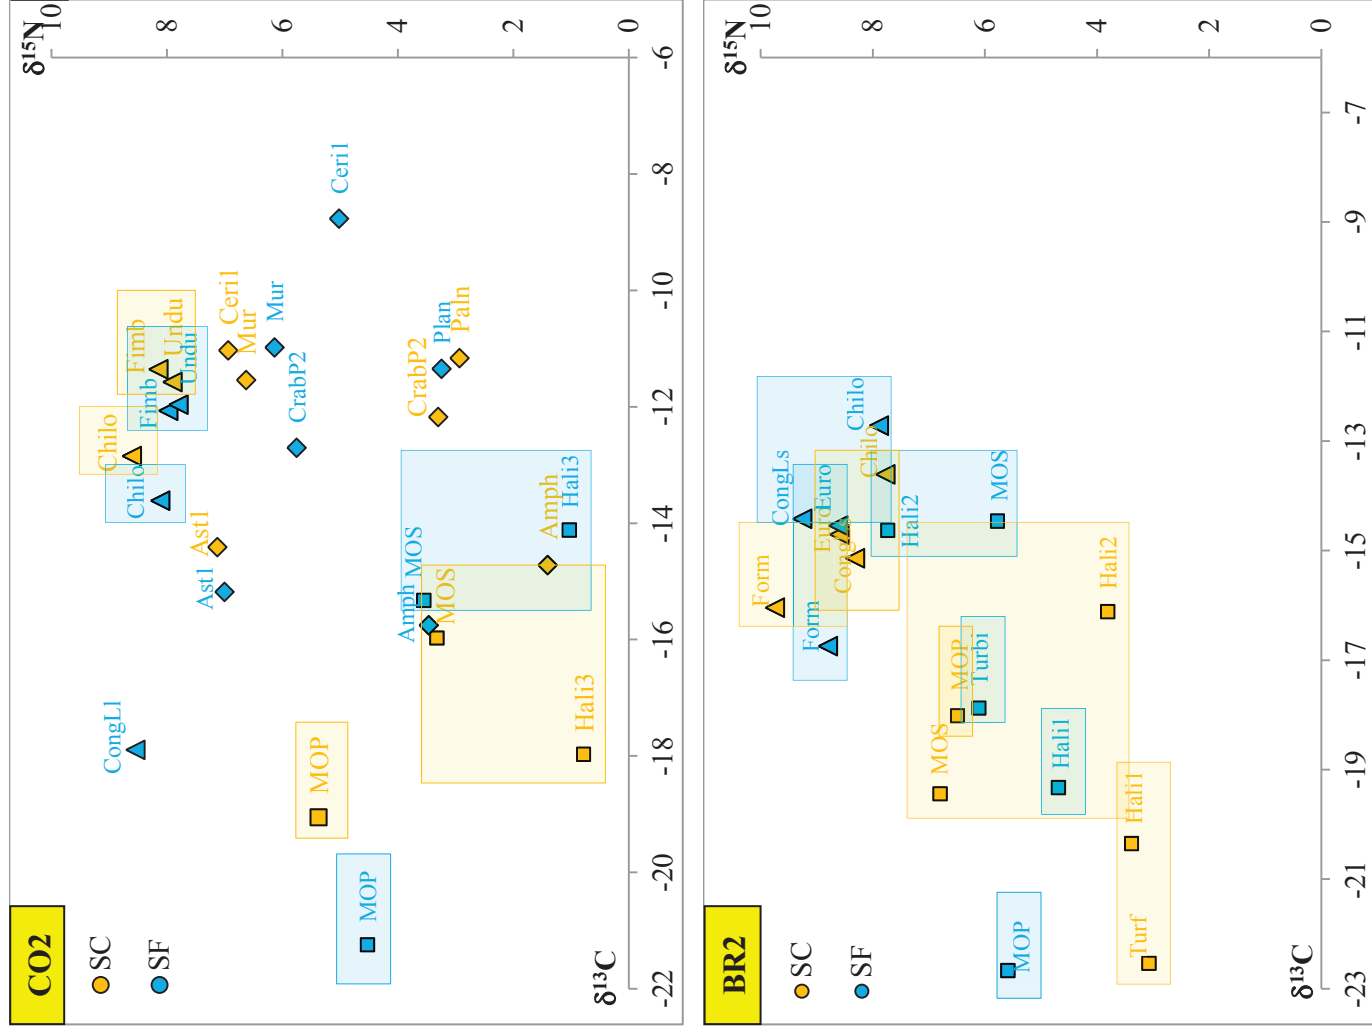 CO2
SC
SF
δ15N
10
8
6
4
2
0
-6
-8
-10
-12
-14
-16
-18
-20
-22
δ13C
CongLl
Chilo
Chilo
Fimb
Fimb
Undu
Undu
Ast1
Ast1
Ceri1
Mur
Mur
CrabP2
Ceri1
CrabP2
Plan
Paln
MOP
MOP
Amph
MOS
MOS
Amph
Hali3
Hali3
BR2
SC
SF
δ15N
10
8
6
4
2
0
-7
-9
-11
-13
-15
-17
-19
-21
-23
δ13C
Form
Form
CongLs
Euro
Chilo
Chilo
Hali2
MOS
Hali2
MOS
MOP
Turbi
Hali1
Hali1
MOP
Turf